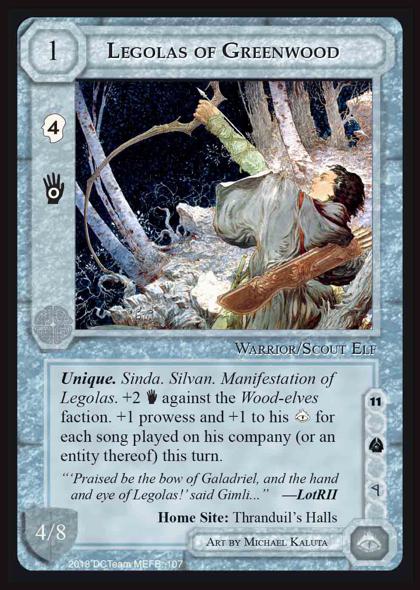 1
LEGOLAS OF GREENWOOD
4
WARRIOR/SCOUT ELF
Unique. Sinda. Silvan. Manifestation of
Legolas. +2 against the Wood-elves
faction. +1 prowess and +1 to his for
each song played on his company (or an
entity thereof) this turn.
11
"'Praised be the bow of Galadriel, and the hand
and eye of Legolas!' said Gimli..." —LotRII
Home Site: Thranduil's Halls
4/8
ART BY MICHAEL KALUTA
2018 DCTeam MEFB::107